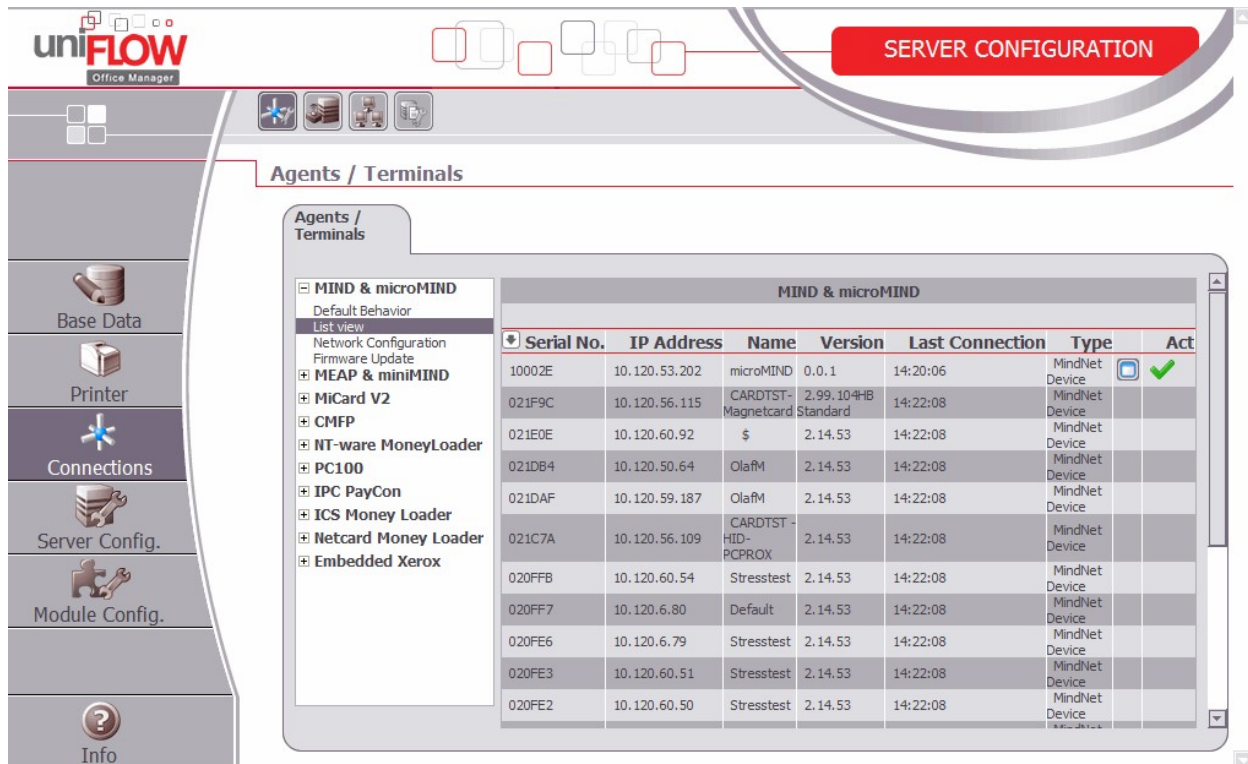 uniFLOW
Office Manager
SERVER CONFIGURATION
Agents / Terminals
Agents /
Terminals
Base Data
Printer
Connections
Server Config.
Module Config.
Info
MIND & microMIND
Default Behavior
List view
Network Configuration
Firmware Update
MEAP & miniMIND
MiCard V2
CMFP
NT-ware MoneyLoader
PC100
IPC PayCon
ICS Money Loader
Netcard Money Loader
Embedded Xerox
MIND & microMIND
Serial No. IP Address Name Version Last Connection Type Act
10002E 10.120.53.202 microMIND 0.0.1 14:20:06 MindNet
Device
021F9C 10.120.56.115 CARDTST- 2.99.104HB 14:22:08 MindNet
Magnetcard Standard Device
021E0E 10.120.60.92 $ 2.14.53 14:22:08 MindNet
Device
021DB4 10.120.50.64 OlafM 2.14.53 14:22:08 MindNet
Device
021DAF 10.120.59.187 OlafM 2.14.53 14:22:08 MindNet
Device
CARDTST -
021C7A 10.120.56.109 HID- 2.14.53 14:22:08 MindNet
PCPROX Device
020FFB 10.120.60.54 Stresstest 2.14.53 14:22:08 MindNet
Device
020FF7 10.120.6.80 Default 2.14.53 14:22:08 MindNet
Device
020FE6 10.120.6.79 Stresstest 2.14.53 14:22:08 MindNet
Device
020FE3 10.120.60.51 Stresstest 2.14.53 14:22:08 MindNet
Device
020FE2 10.120.60.50 Stresstest 2.14.53 14:22:08 MindNet
Device